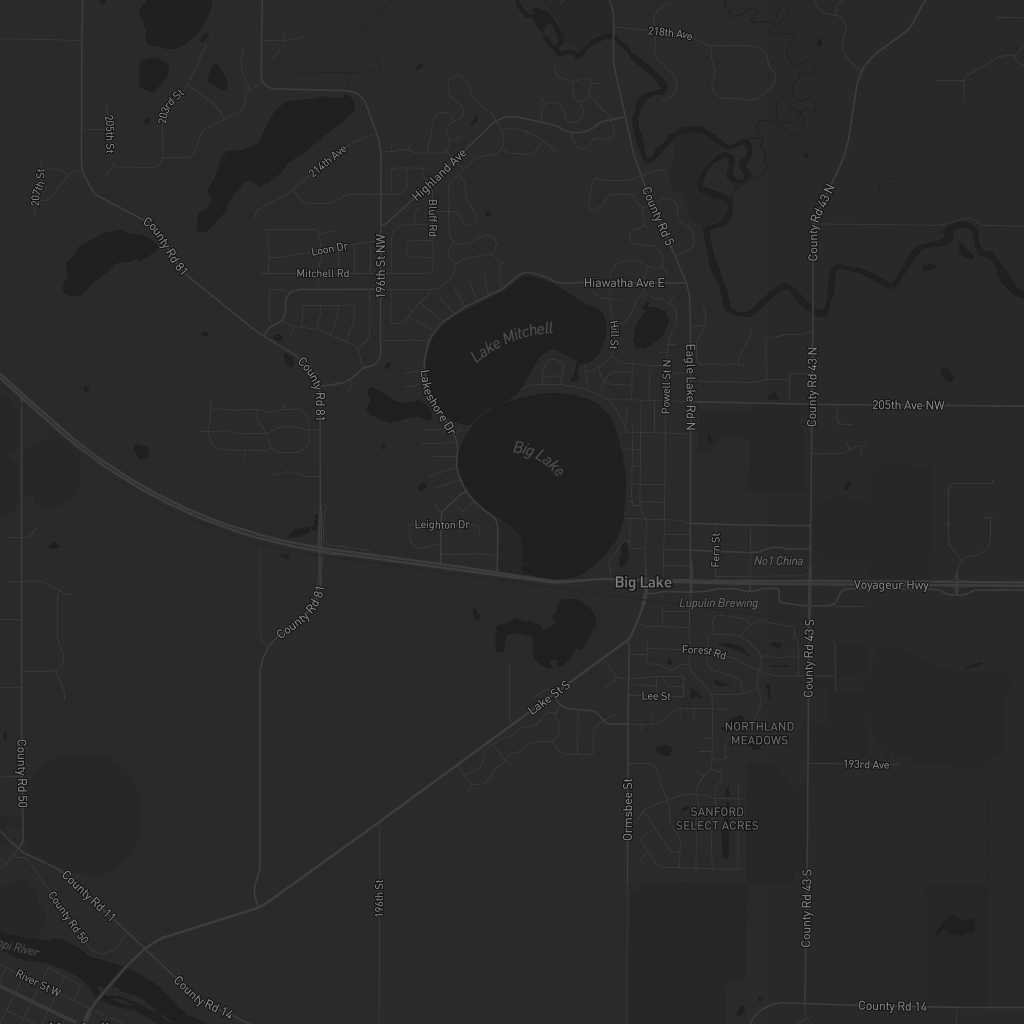 218th Ave
203rd St
205th St
207th St
214th Ave
Highland Ave
Bluff Rd
County Rd 5
County Rd 43 N
County Rd 81
196th St NW
Loon Dr
Mitchell Rd
Hiawatha Ave E
Hill St
Lake Mitchell
County Rd 81
Lakeshore Dr
Powell St N
Eagle Lake Rd N
County Rd 43 N
205th Ave NW
Big Lake
Leighton Dr
Fern St
No1 China
Big Lake
Voyageur Hwy
Lupulin Brewing
County Rd 81
Forest Rd
County Rd 43 S
Lake St S
Lee St
NORTHLAND
MEADOWS
County Rd 50
193rd Ave
Ormsbee St
SANFORD
SELECT ACRES
County Rd 11
County Rd 50
196th St
County Rd 43 S
ppi River
River St W
County Rd 14
County Rd 14